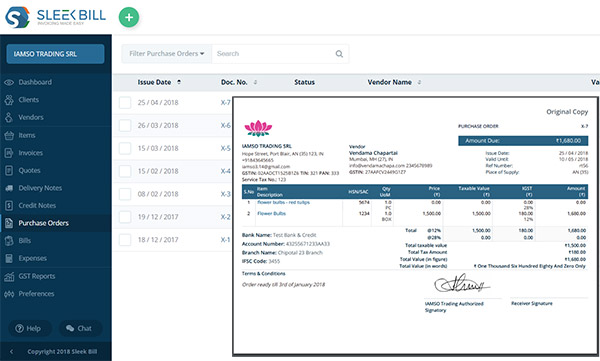 SLEEK BILL
INVOICING MADE EASY
IAMSO TRADING SRL
Filter Purchase Orders
Search
Dashboard
Clients
Vendors
Items
Invoices
Quotes
Delivery Notes
Credit Notes
Purchase Orders
Bills
Expenses
GST Reports
Preferences
Help
Chat
Copyright 2018 Sleek Bill
Issue Date Doc. No. Status Vendor Name Va
25 / 04 / 2018 X-7
26 / 03 / 2018 X-6
15 / 03 / 2018 X-5
15 / 02 / 2018 X-4
08 / 02 / 2018 X-3
19 / 12 / 2017 X-2
18 / 12 / 2017 X-1
Original Copy
PURCHASE ORDER X-7
Amount Due: ₹1,680.00
IAMSO TRADING SRL
Hope Street, Port Blair, AN (35) 123, IN
+91843645665
iamso3.14@gmail.com
GSTIN: 02AADCT1525B1Z6 TIN: 321 PAN: 333
Service Tax No.: 123
Vendor
Vendama Chapartai
Mumbai, MH (27), IN
info@vendamachapa.com 2345678989
GSTIN: 27AAPCV2449G1Z7
Issue Date: 25 / 04 / 2018
Valid Until: 10 / 05 / 2018
Ref Number: n56
Place of Supply: AN (35)
S.No Item Description HSN/SAC Qty UoM Price (₹) Taxable Value (₹) IGST (₹) Amount (₹)
1 flower Bulbs - red tulips 5674 1.0 PC 0.00 0.00 0.00 28% 0.00
2 Flower Bulbs 1234 1.0 BOX 1,500.00 1,500.00 180.00 12% 1,680.00
Total @12% 1,500.00 180.00 1,680.00
@28% 0.00 0.00 0.00
Total taxable value ₹1,500.00
Total Tax Amount ₹180.00
Total Value (in figure) ₹1,680.00
Total Value (in words) ₹ One Thousand Six Hundred Eighty And Zero Only
Bank Name: Test Bank & Credit
Account Number: 43255671233AA33
Branch Name: Chipotal 23 Branch
IFSC Code: 3455
Terms & Conditions
Order ready till 3rd of January 2018
IAMSO Trading Authorized
Signatory
Receiver Signature